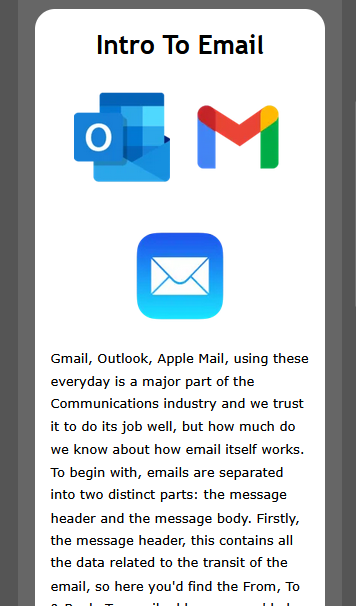 Intro To Email
O
Gmail, Outlook, Apple Mail, using these
everyday is a major part of the
Communications industry and we trust
it to do its job well, but how much do
we know about how email itself works.
To begin with, emails are separated
into two distinct parts: the message
header and the message body. Firstly,
the message header, this contains all
the data related to the transit of the
email, so here you'd find the From, To